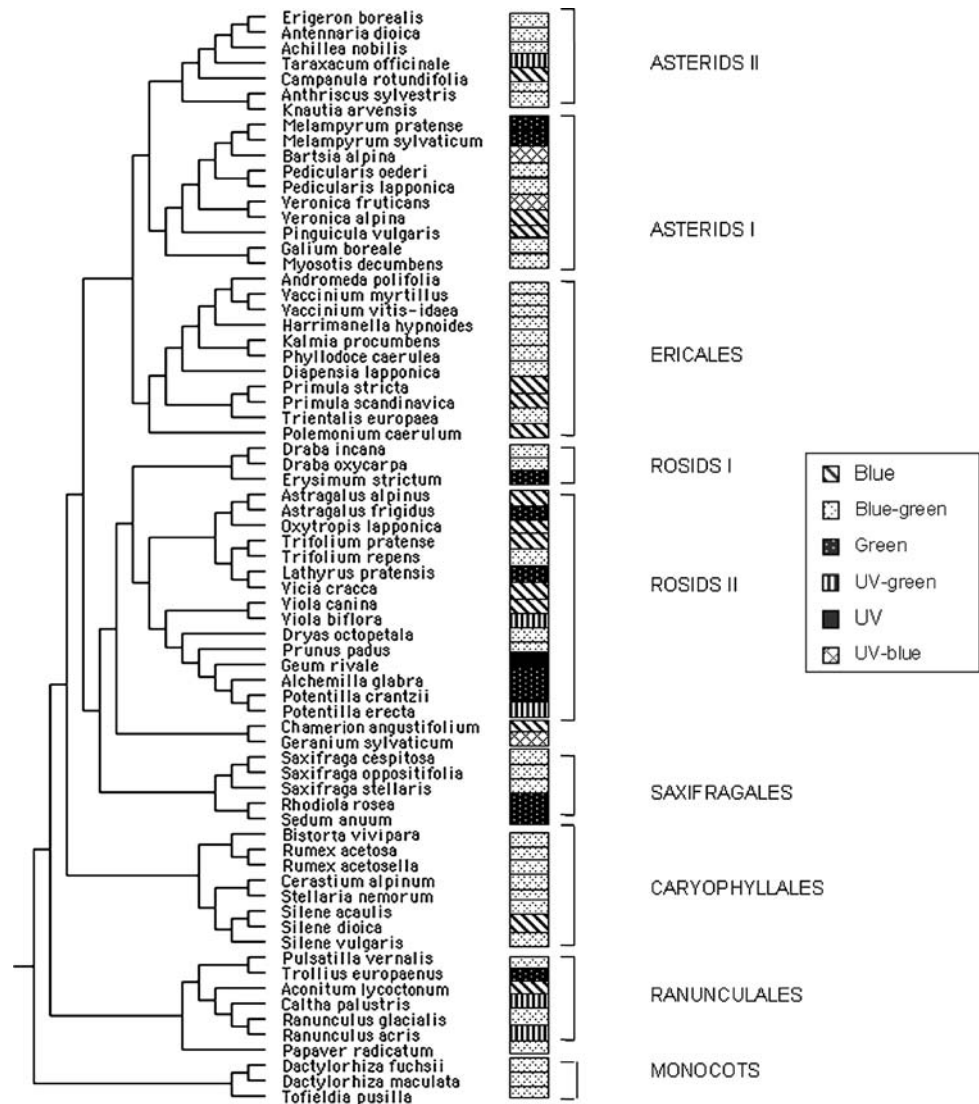 Erigeron borealis
Antennaria dioica
Achillea nobilis
Taraxacum officinale
Campanula rotundifolia
Anthriscus sylvestris
Knautia arvensis
Melampyrum pratense
Melampyrum sylvaticum
Bartsia alpina
Pedicularis oederi
Pedicularis lapponica
Veronica fruticans
Veronica alpina
Pinguicula vulgaris
Galium boreale
Myosotis decumbens
Andromeda polifolia
Vaccinium myrtillus
Vaccinium vitis-idaea
Harrimanella hypnoides
Kalmia procumbens
Phyllodoce caerulea
Diapensia lapponica
Primula stricta
Primula scandinavica
Trientalis europaea
Polemonium caerulum
Draba incana
Draba oxycarpa
Erysimum strictum
Astragalus alpinus
Astragalus frigidus
Oxytropis lapponica
Trifolium pratense
Trifolium repens
Lathyrus pratensis
Vicia cracca
Viola canina
Viola biflora
Dryas octopetala
Prunus padus
Geum rivale
Alchemilla glabra
Potentilla crantzii
Potentilla erecta
Chamerion angustifolium
Geranium sylvaticum
Saxifraga cespitosa
Saxifraga oppositifolia
Saxifraga stellaris
Rhodiola rosea
Sedum anuum
Bistorta vivipara
Rumex acetosa
Rumex acetosella
Cerastium alpinum
Stellaria nemorum
Silene acaulis
Silene dioica
Silene vulgaris
Pulsatilla vernalis
Trollius europaenus
Aconitum lycoctonum
Caltha palustris
Ranunculus glacialis
Ranunculus acris
Papaver radicatum
Dactylorhiza fuchsii
Dactylorhiza maculata
Tofieldia pusilla
ASTERIDS II
ASTERIDS I
ERICALES
ROSIDS I
ROSIDS II
SAXIFRAGALES
CARYOPHYLLALES
RANUNCULALES
MONOCOTS
Blue
Blue-green
Green
UV-green
UV
UV-blue